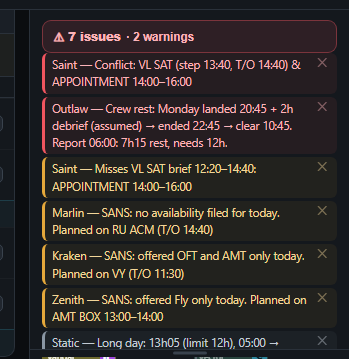 ⚠ 7 issues · 2 warnings
Saint — Conflict: VL SAT (step 13:40, T/O 14:40) &
APPOINTMENT 14:00–16:00
Outlaw — Crew rest: Monday landed 20:45 + 2h
debrief (assumed) → ended 22:45 → clear 10:45.
Report 06:00: 7h15 rest, needs 12h.
Saint — Misses VL SAT brief 12:20–14:40:
APPOINTMENT 14:00–16:00
Marlin — SANS: no availability filed for today.
Planned on RU ACM (T/O 14:40)
Kraken — SANS: offered OFT and AMT only today.
Planned on VY (T/O 11:30)
Zenith — SANS: offered Fly only today. Planned on
AMT BOX 13:00–14:00
Static — Long day: 13h05 (limit 12h), 05:00 →